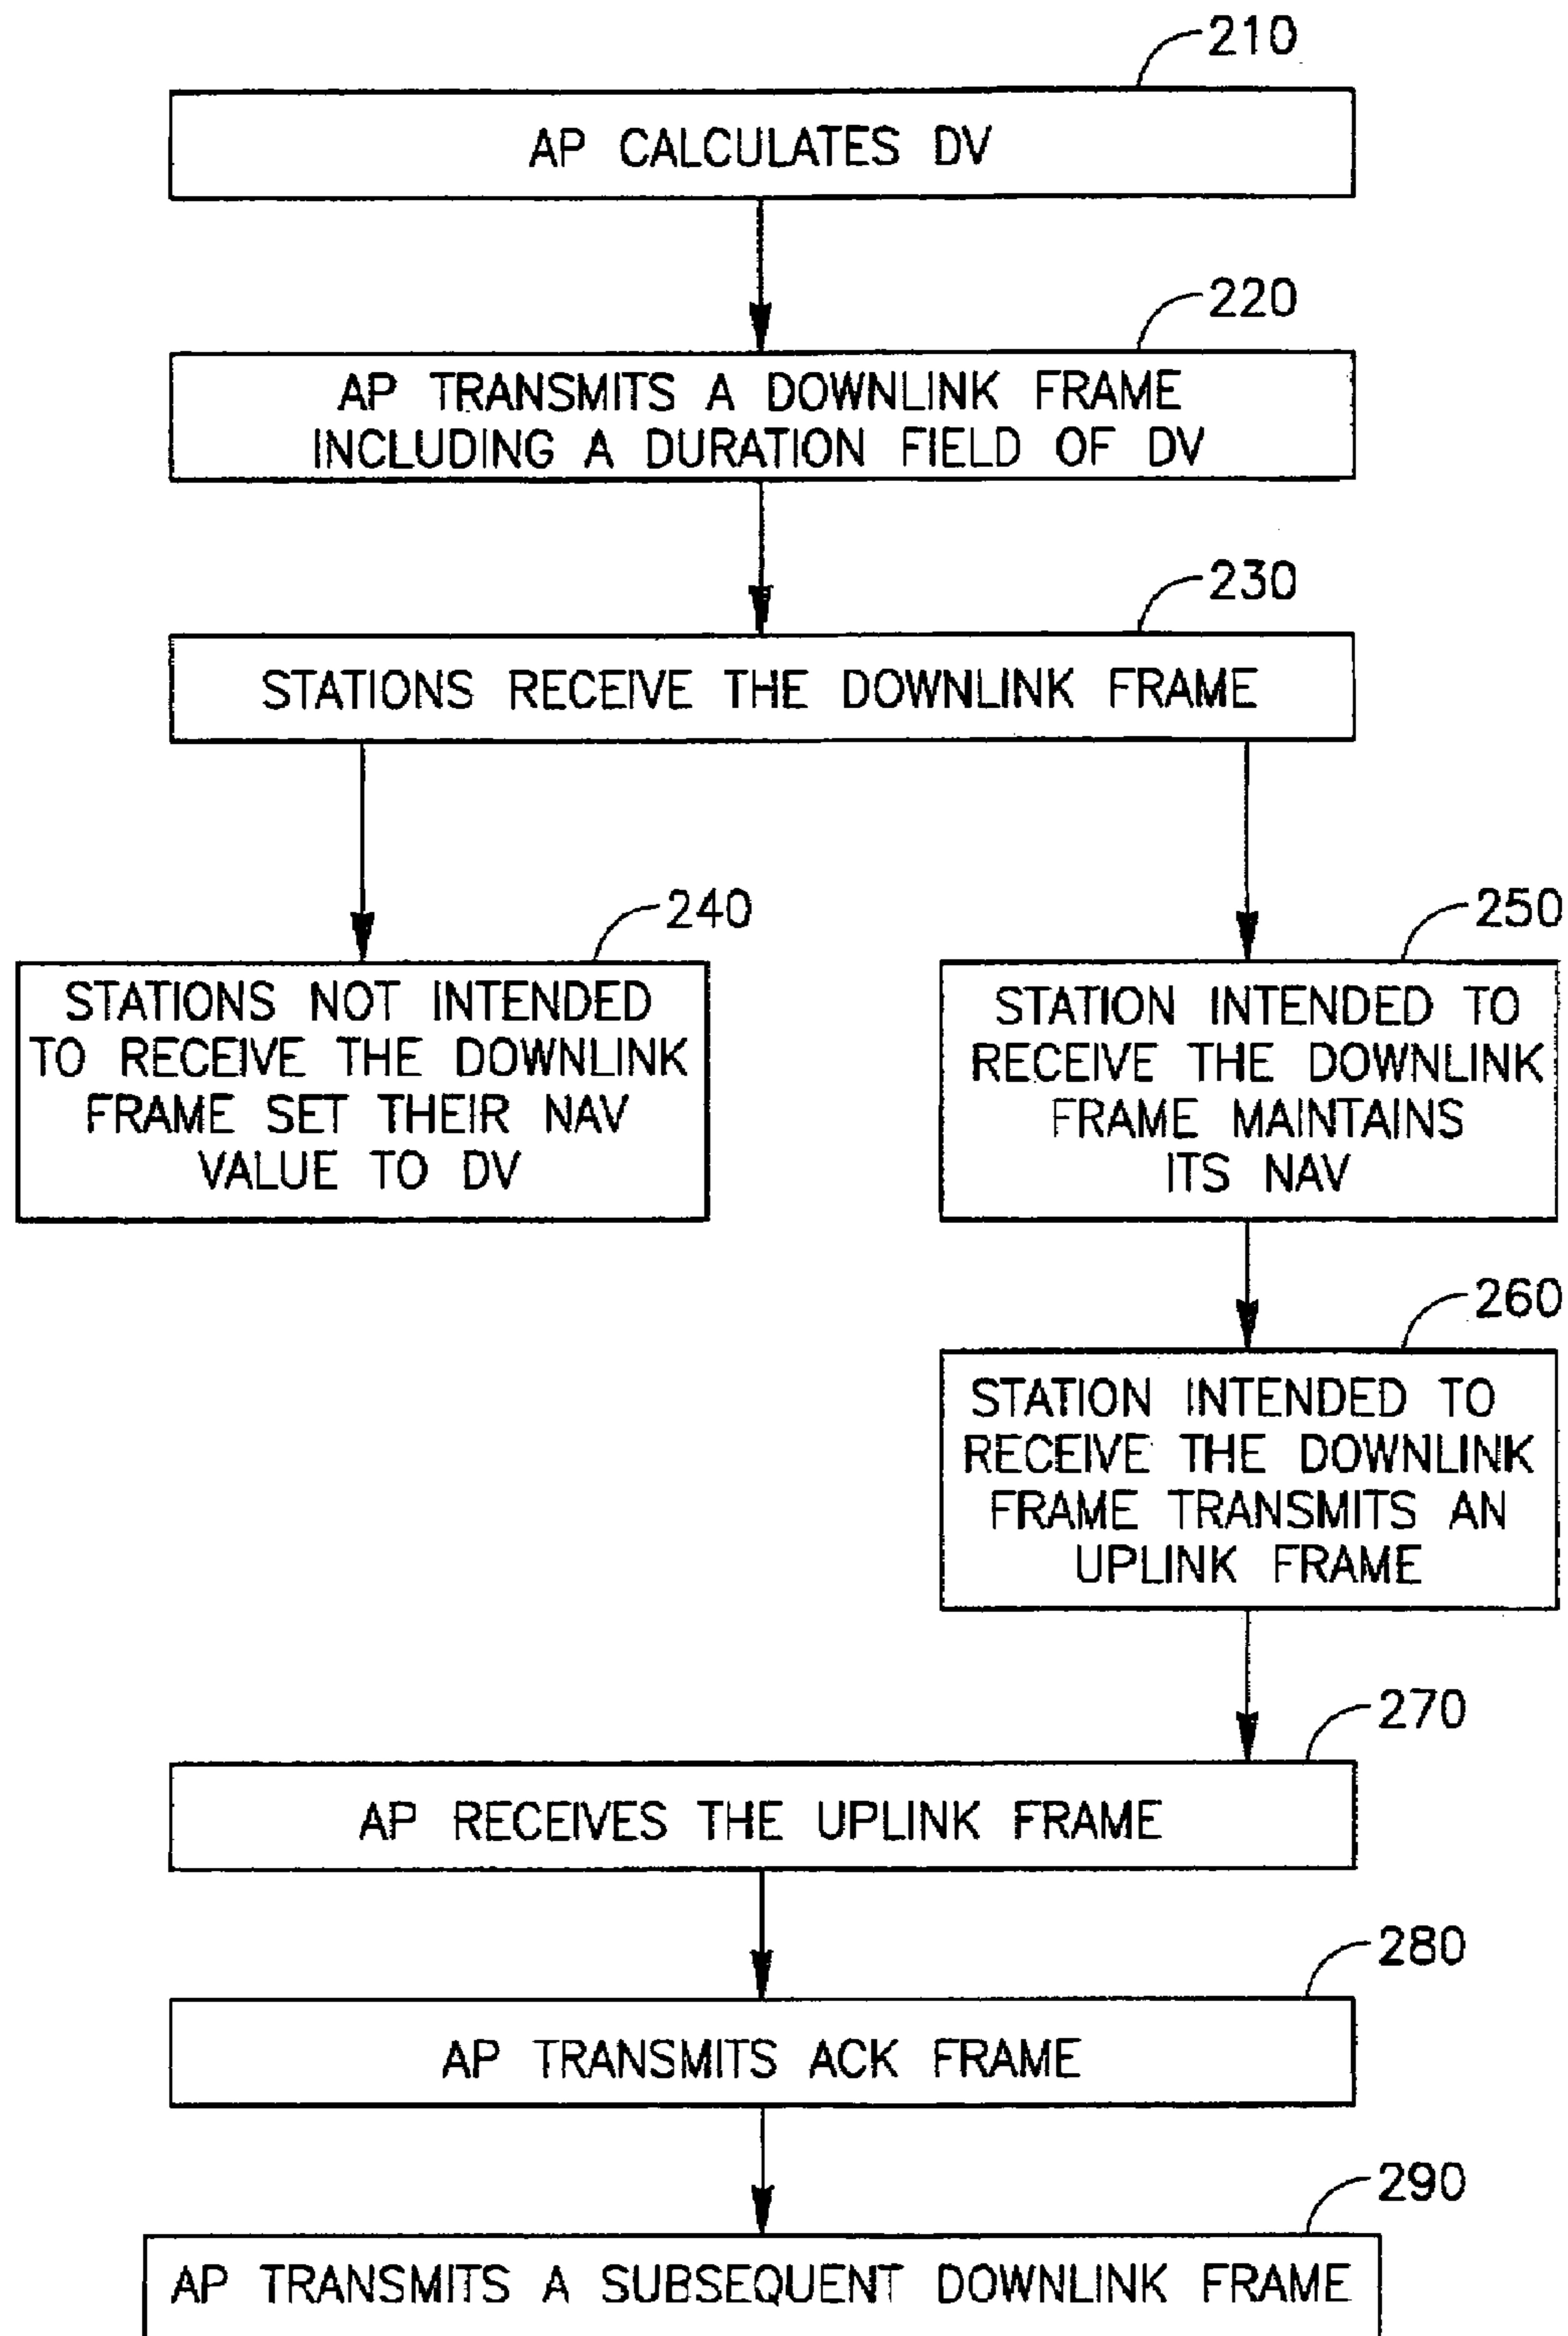 210
AP CALCULATES DV
220
AP TRANSMITS A DOWNLINK FRAME
INCLUDING A DURATION FIELD OF DV
230
STATIONS RECEIVE THE DOWNLINK FRAME
240
STATIONS NOT INTENDED
TO RECEIVE THE DOWNLINK
FRAME SET THEIR NAV
VALUE TO DV
250
STATION INTENDED TO
RECEIVE THE DOWNLINK
FRAME MAINTAINS
ITS NAV
260
STATION INTENDED TO
RECEIVE THE DOWNLINK
FRAME TRANSMITS AN
UPLINK FRAME
270
AP RECEIVES THE UPLINK FRAME
280
AP TRANSMITS ACK FRAME
290
AP TRANSMITS A SUBSEQUENT DOWNLINK FRAME